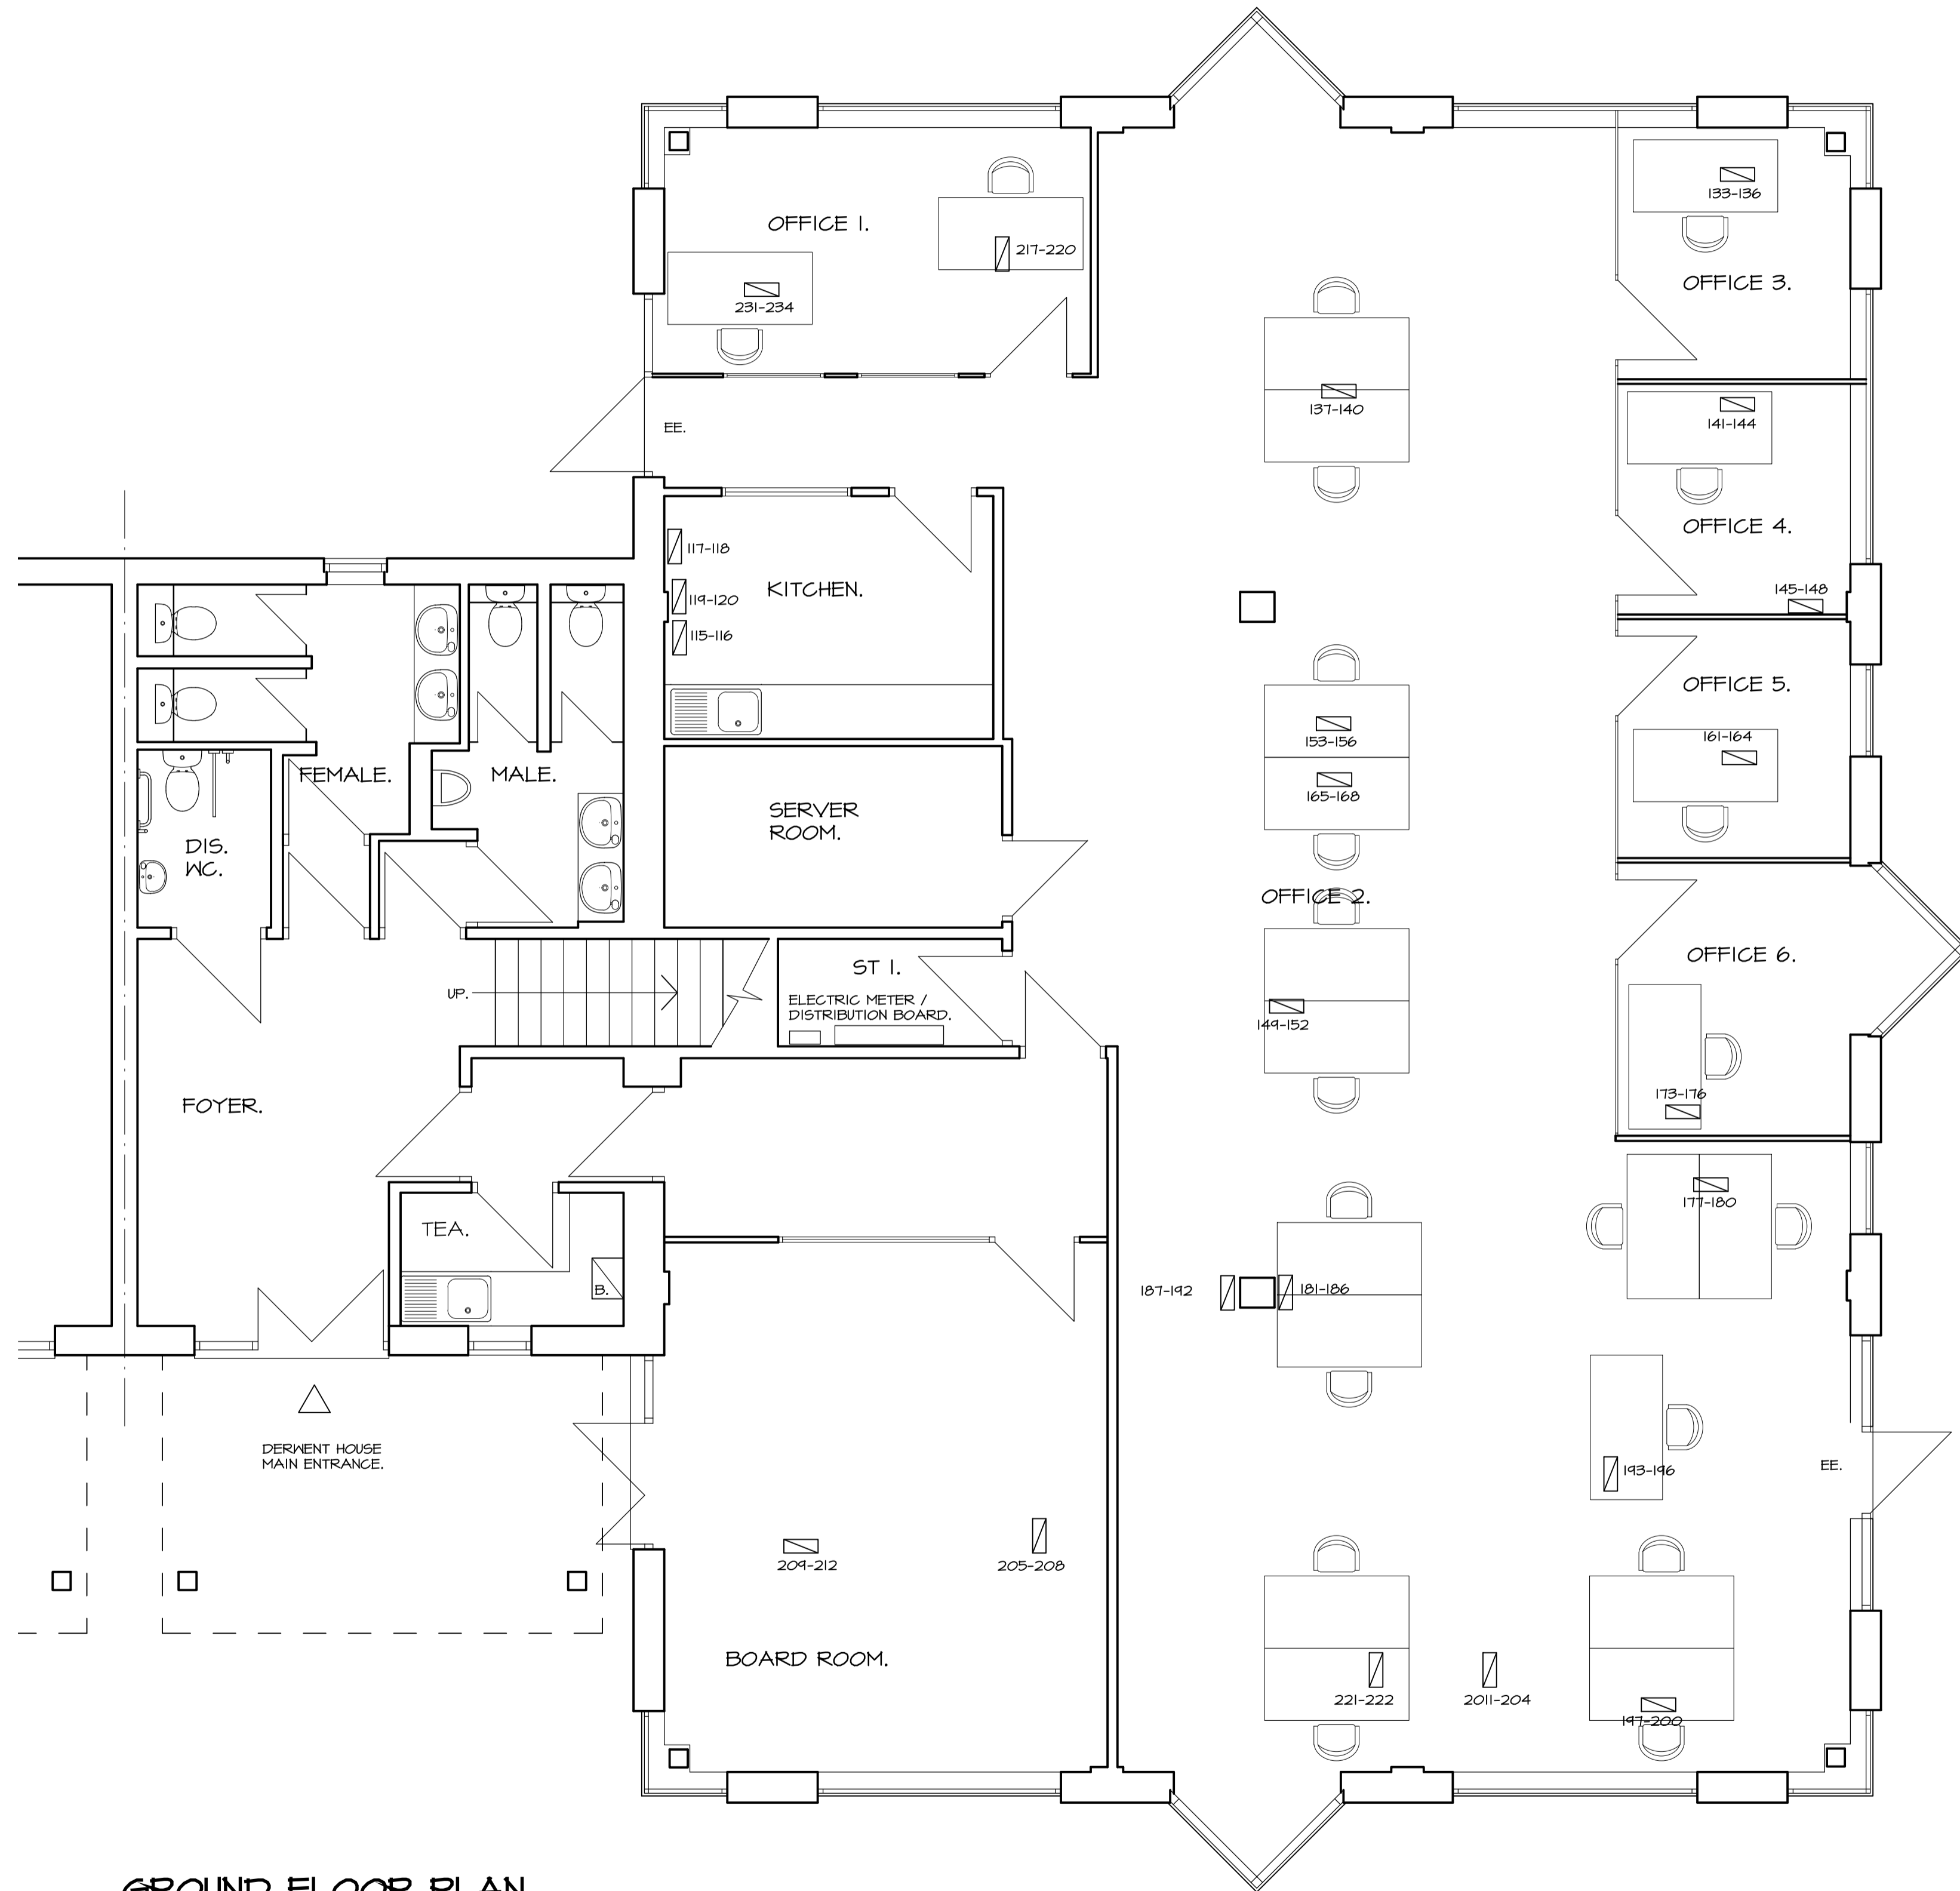 133-136
OFFICE 1.
217-220
OFFICE 3.
231-234
137-140
141-144
EE.
OFFICE 4.
117-118
KITCHEN.
145-148
119-120
115-116
OFFICE 5.
161-164
153-156
FEMALE.
MALE.
165-168
SERVER
ROOM.
DIS.
WC.
OFFICE 2.
OFFICE 6.
ST 1.
UP.
ELECTRIC METER /
DISTRIBUTION BOARD.
149-152
173-176
FOYER.
177-180
TEA.
B.
187-192
181-186
DERWENT HOUSE
MAIN ENTRANCE.
193-196
EE.
209-212
205-208
BOARD ROOM.
221-222
2011-204
197-200
GROUND FLOOR PLAN